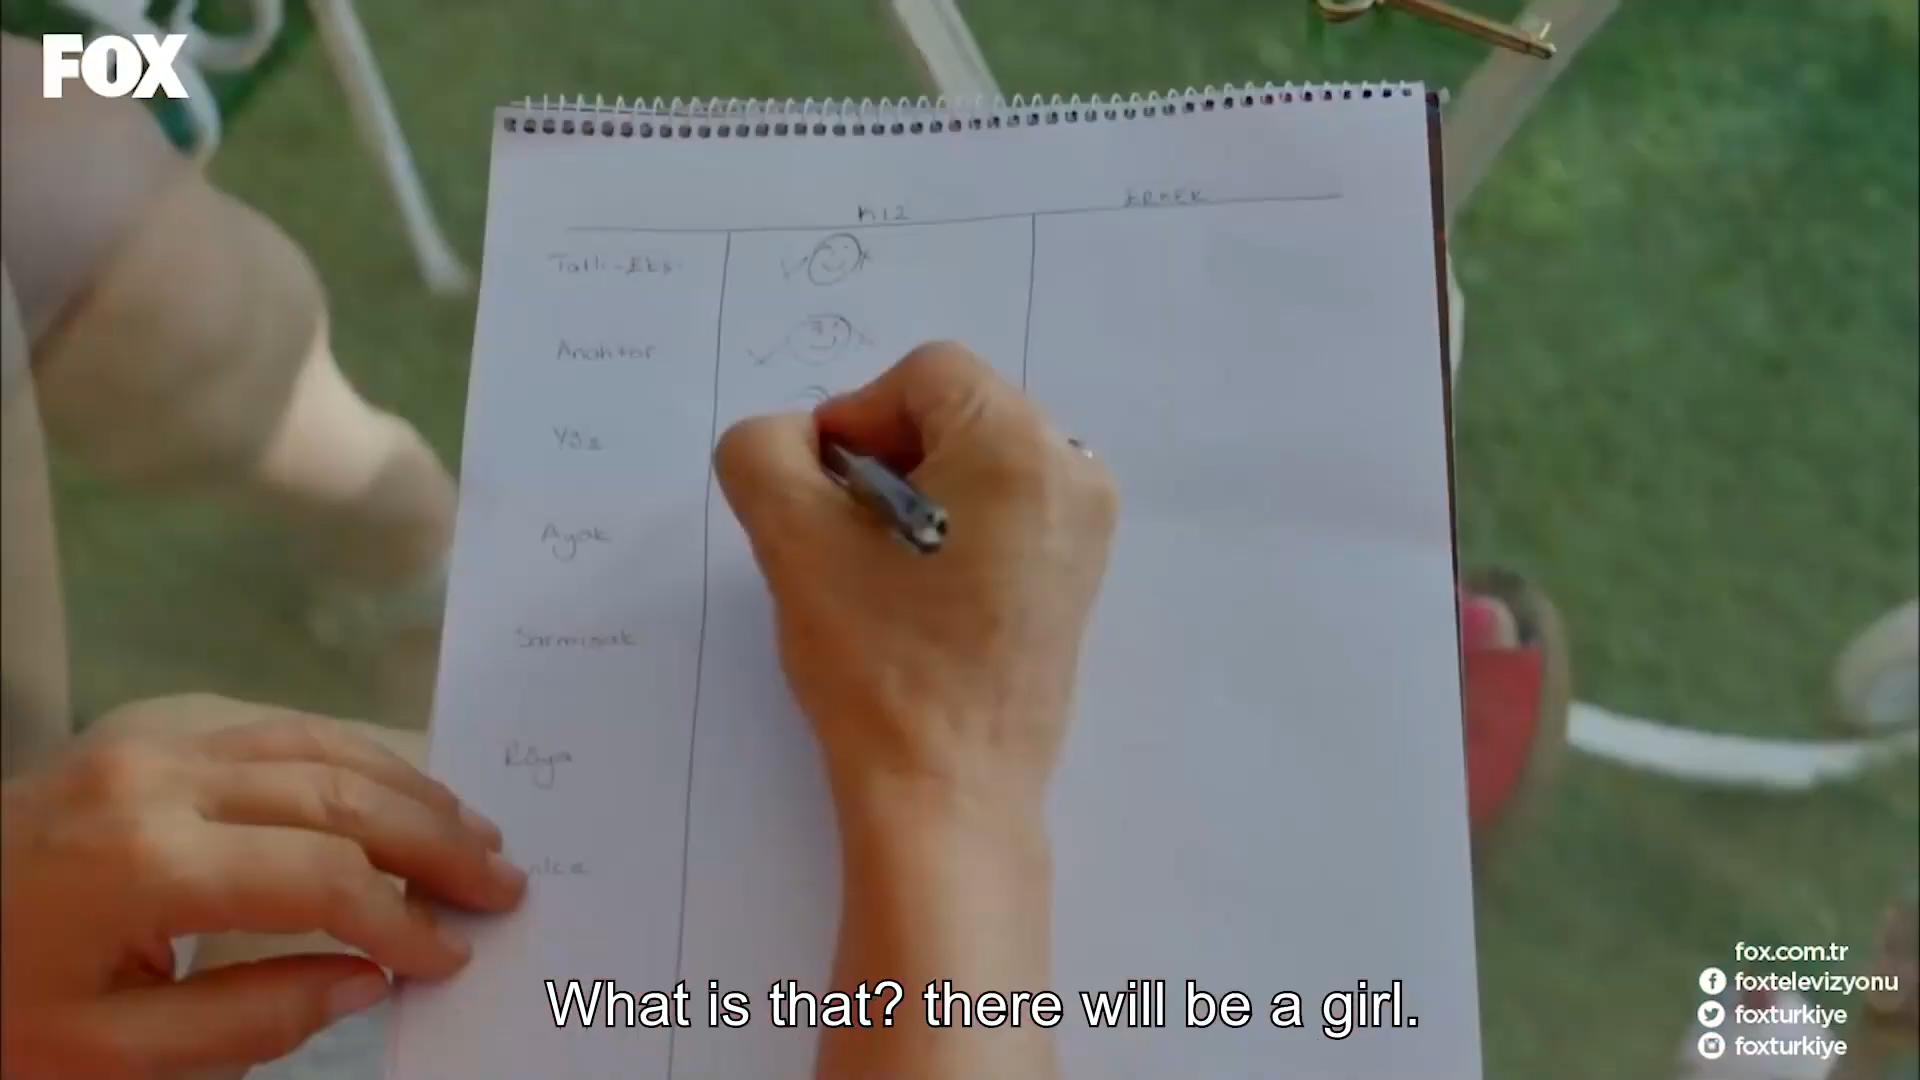 FOX
KIZ ERKEK
Tatlı-Ekşi
Anahtar
Yüz
Ayak
Sarmısak
Rüya
What is that? there will be a girl.
fox.com.tr
foxtelevizyonu
foxturkiye
foxturkiye